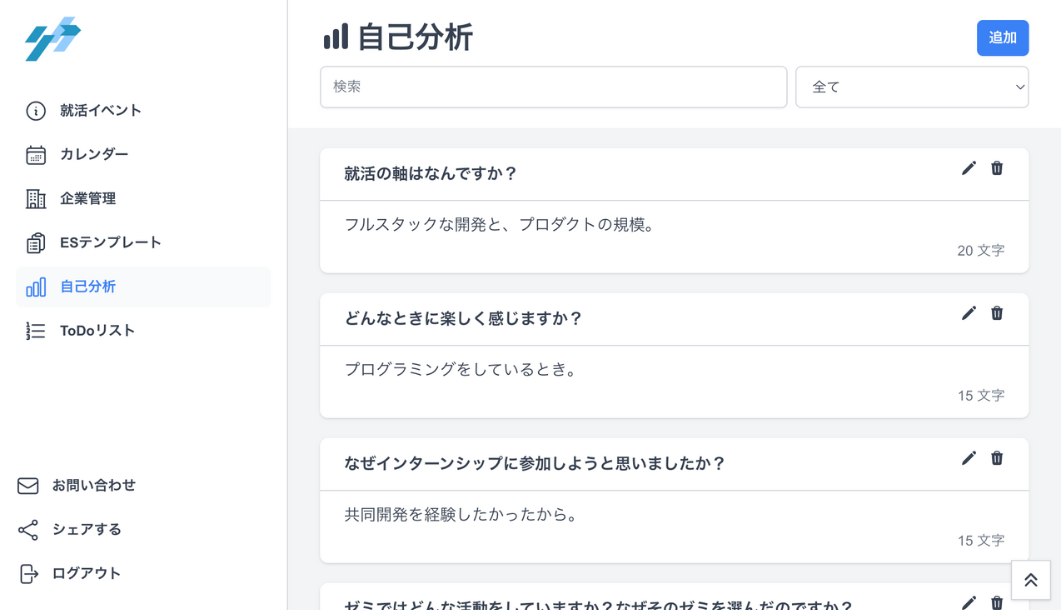 就活イベント
カレンダー
企業管理
ESテンプレート
自己分析
ToDoリスト
お問い合わせ
シェアする
ログアウト
自己分析
追加
検索
全て
就活の軸はなんですか？
フルスタックな開発と、プロダクトの規模。
20 文字
どんなときに楽しく感じますか？
プログラミングをしているとき。
15 文字
なぜインターンシップに参加しようと思いましたか？
共同開発を経験したかったから。
15 文字
ゼミではどんな活動をしていますか？なぜそのゼミを選んだのですか？